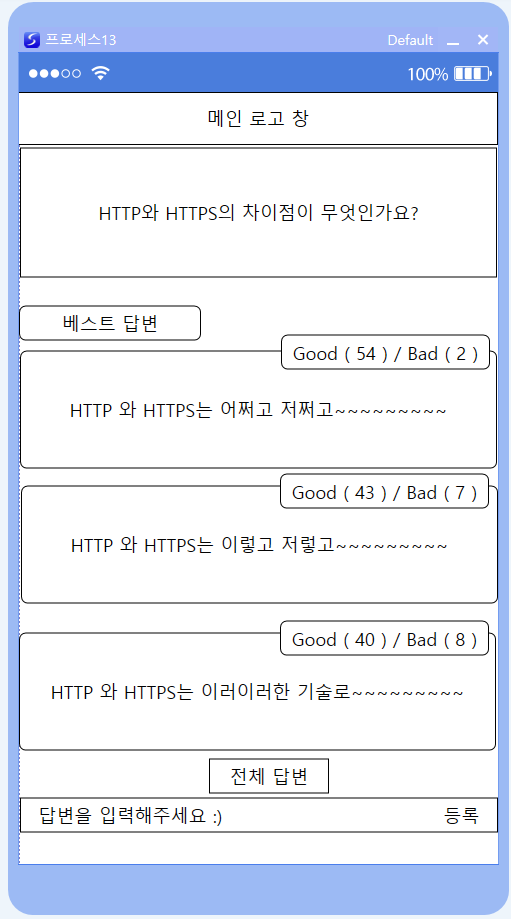 프로세스13 Default
100%
메인 로고 창
HTTP와 HTTPS의 차이점이 무엇인가요?
베스트 답변
Good ( 54 ) / Bad ( 2 )
HTTP 와 HTTPS는 어쩌고 저쩌고~~~~~~~~~
Good ( 43 ) / Bad ( 7 )
HTTP 와 HTTPS는 이렇고 저렇고~~~~~~~~~
Good ( 40 ) / Bad ( 8 )
HTTP 와 HTTPS는 이러이러한 기술로~~~~~~~~~
전체 답변
답변을 입력해주세요 :) 등록